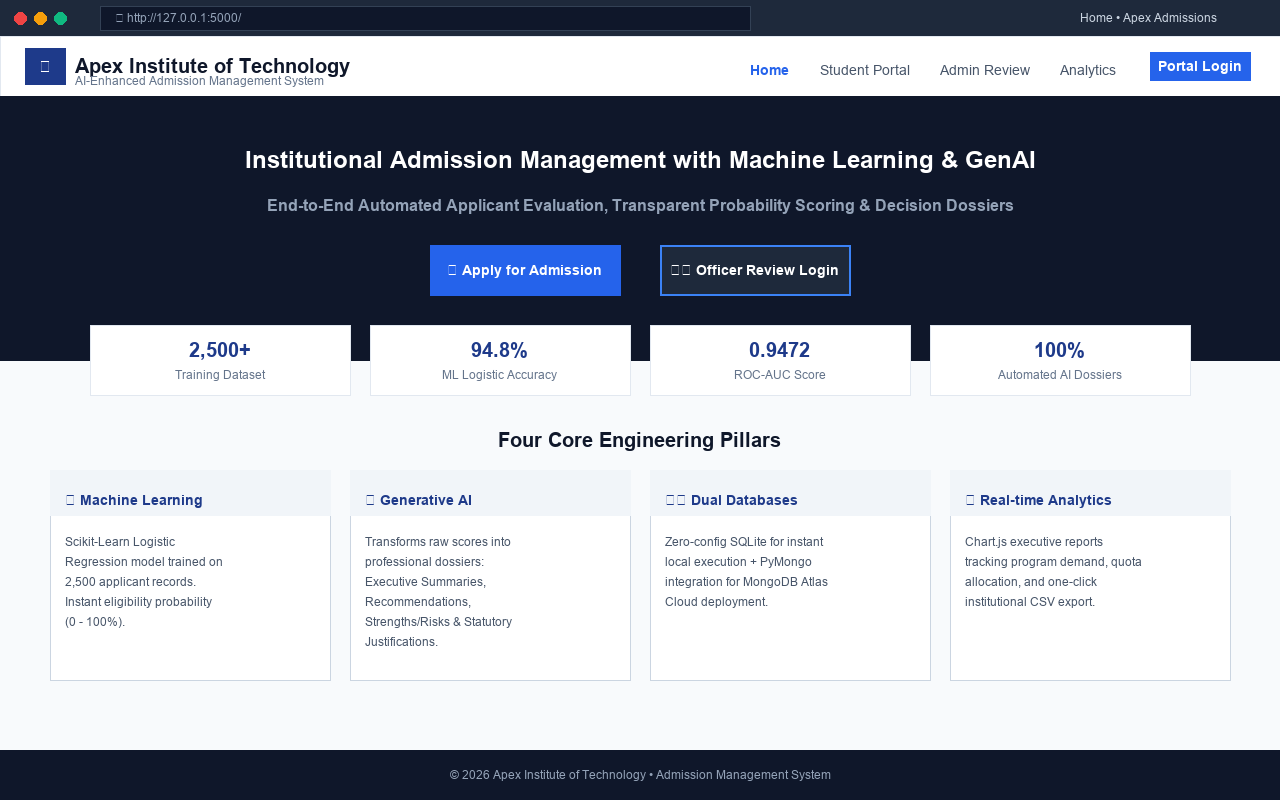 http://127.0.0.1:5000/
Home • Apex Admissions
Apex Institute of Technology
AI-Enhanced Admission Management System
Home
Student Portal
Admin Review
Analytics
Portal Login
Institutional Admission Management with Machine Learning & GenAI
End-to-End Automated Applicant Evaluation, Transparent Probability Scoring & Decision Dossiers
Apply for Admission
Officer Review Login
2,500+
Training Dataset
94.8%
ML Logistic Accuracy
0.9472
ROC-AUC Score
100%
Automated AI Dossiers
Four Core Engineering Pillars
Machine Learning
Scikit-Learn Logistic
Regression model trained on
2,500 applicant records.
Instant eligibility probability
(0 - 100%).
Generative AI
Transforms raw scores into
professional dossiers:
Executive Summaries,
Recommendations,
Strengths/Risks & Statutory
Justifications.
Dual Databases
Zero-config SQLite for instant
local execution + PyMongo
integration for MongoDB Atlas
Cloud deployment.
Real-time Analytics
Chart.js executive reports
tracking program demand, quota
allocation, and one-click
institutional CSV export.
© 2026 Apex Institute of Technology • Admission Management System